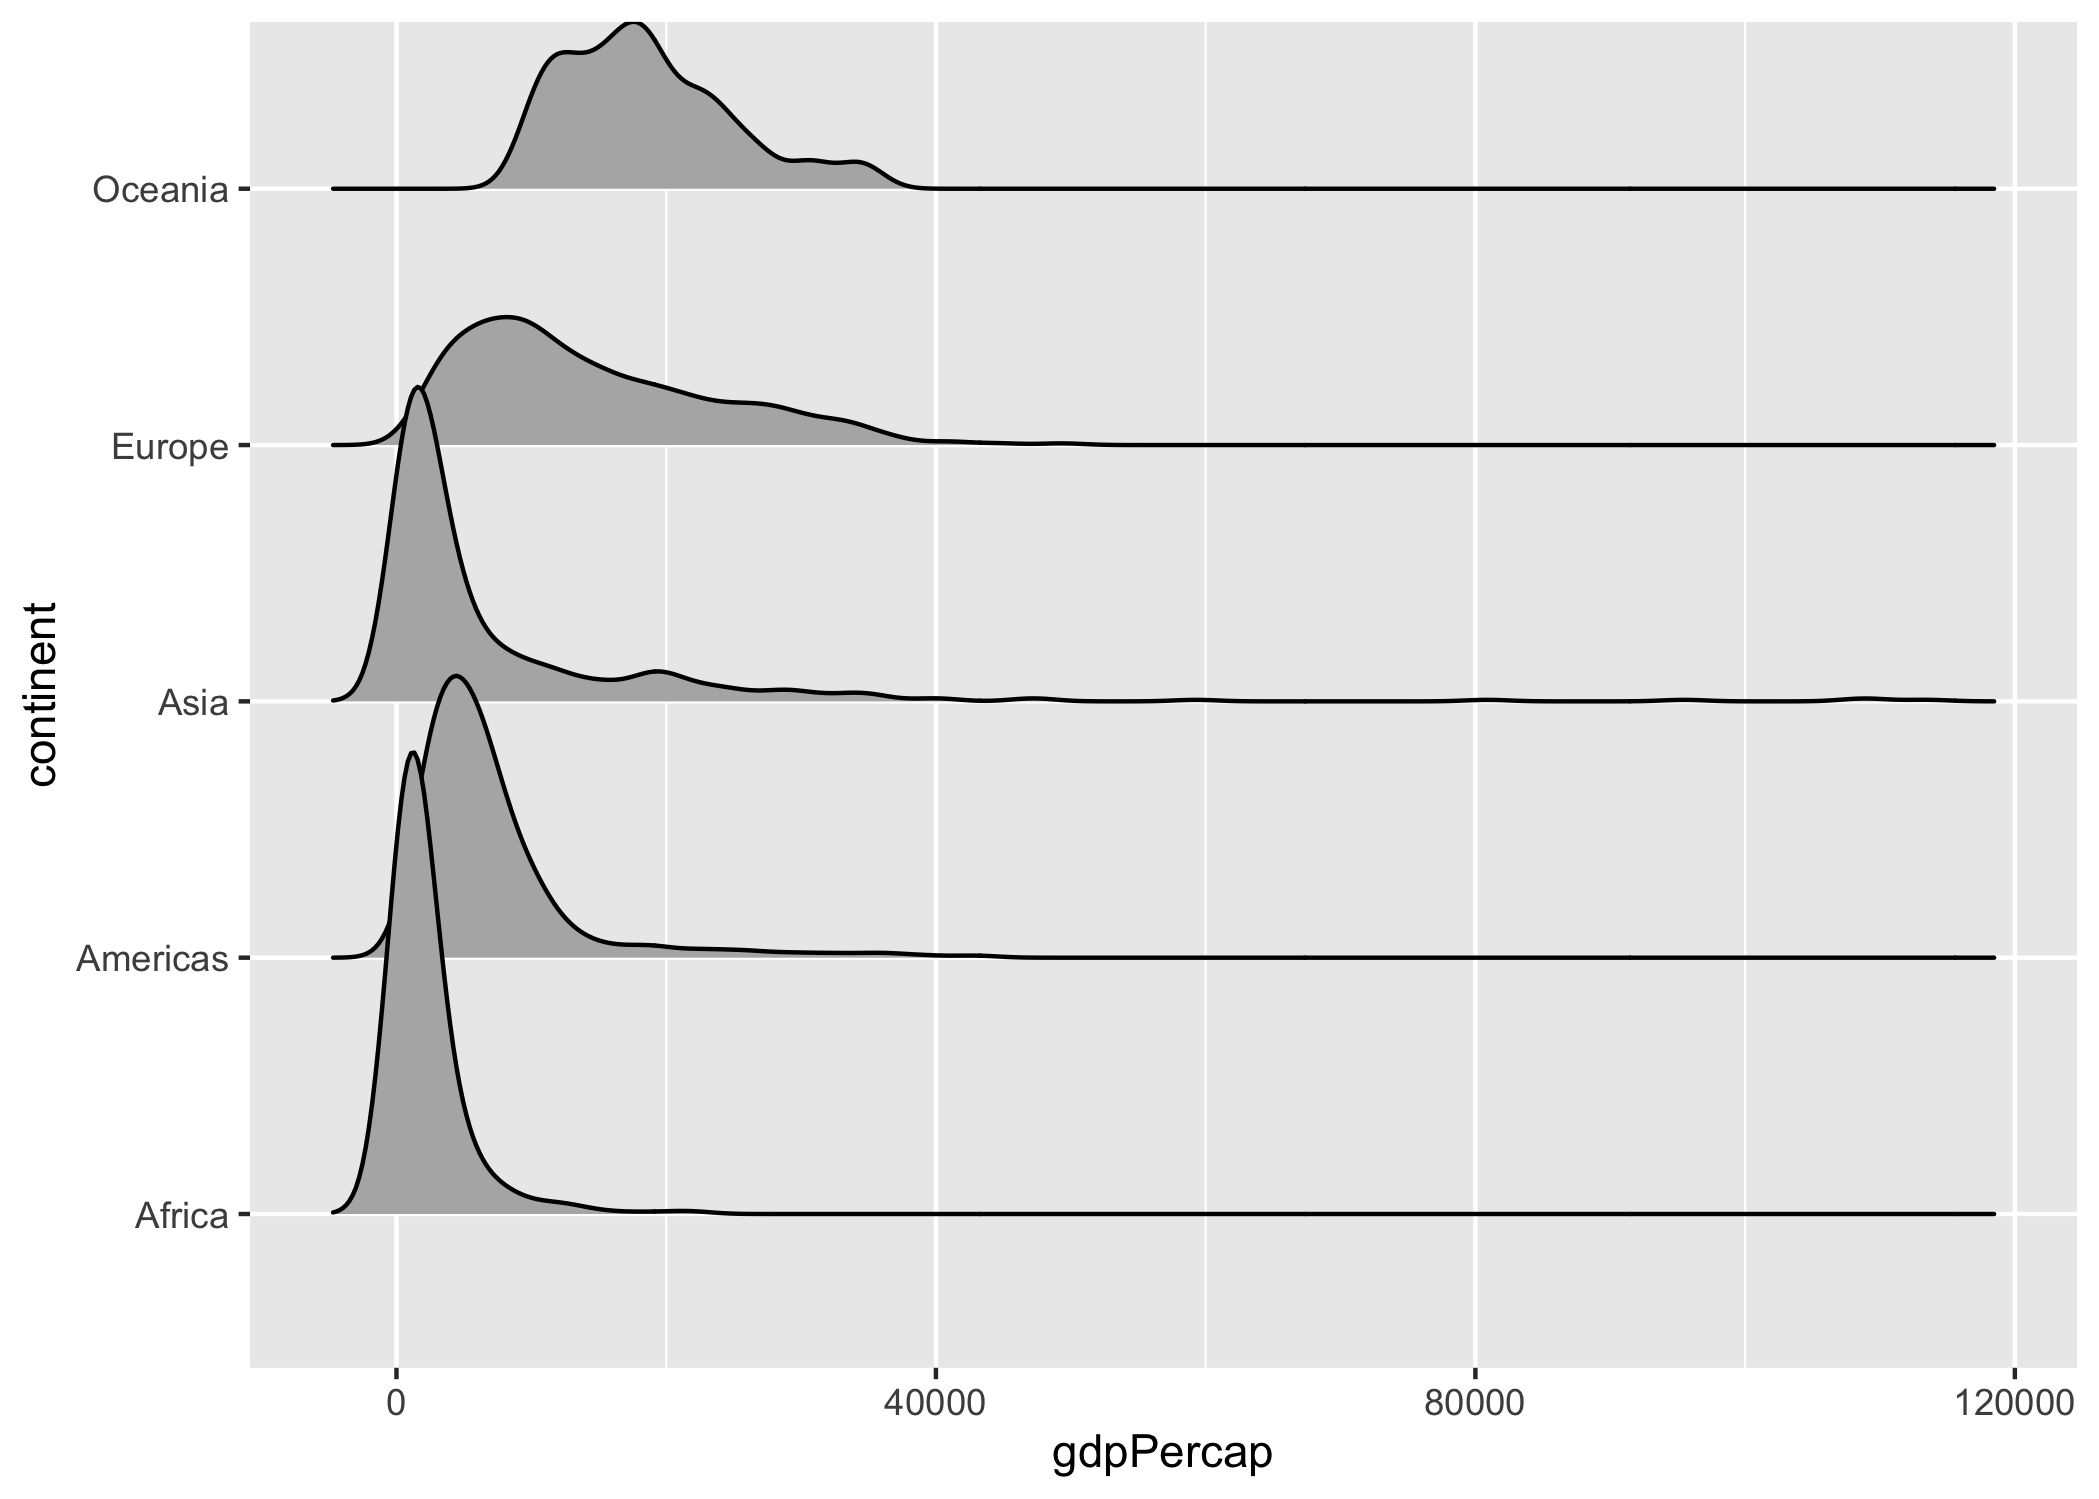 Oceania
Europe
Asia
Americas
Africa
continent
0 40000 80000 120000
gdpPercap